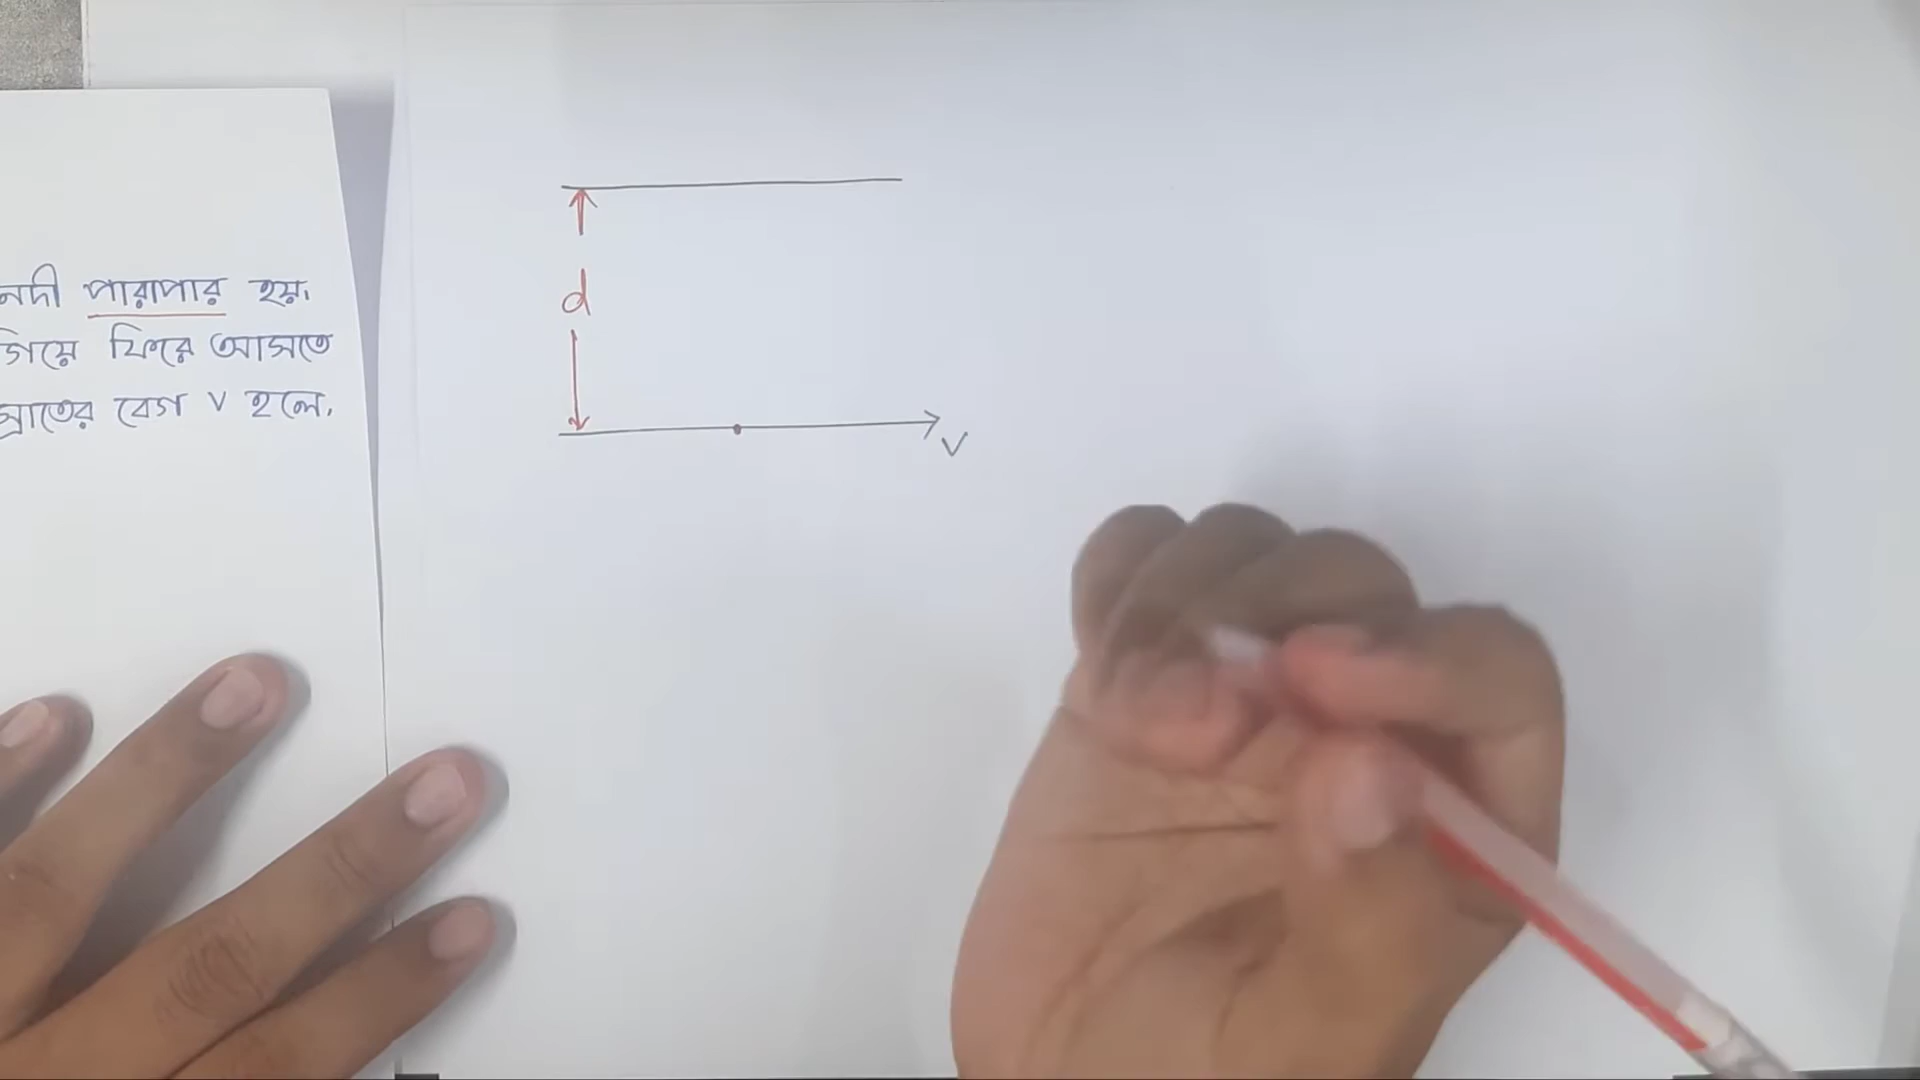 নদী পারাপার হয়,
গিয়ে ফিরে আসতে
স্রোতের বেগ v হলে,
d
v